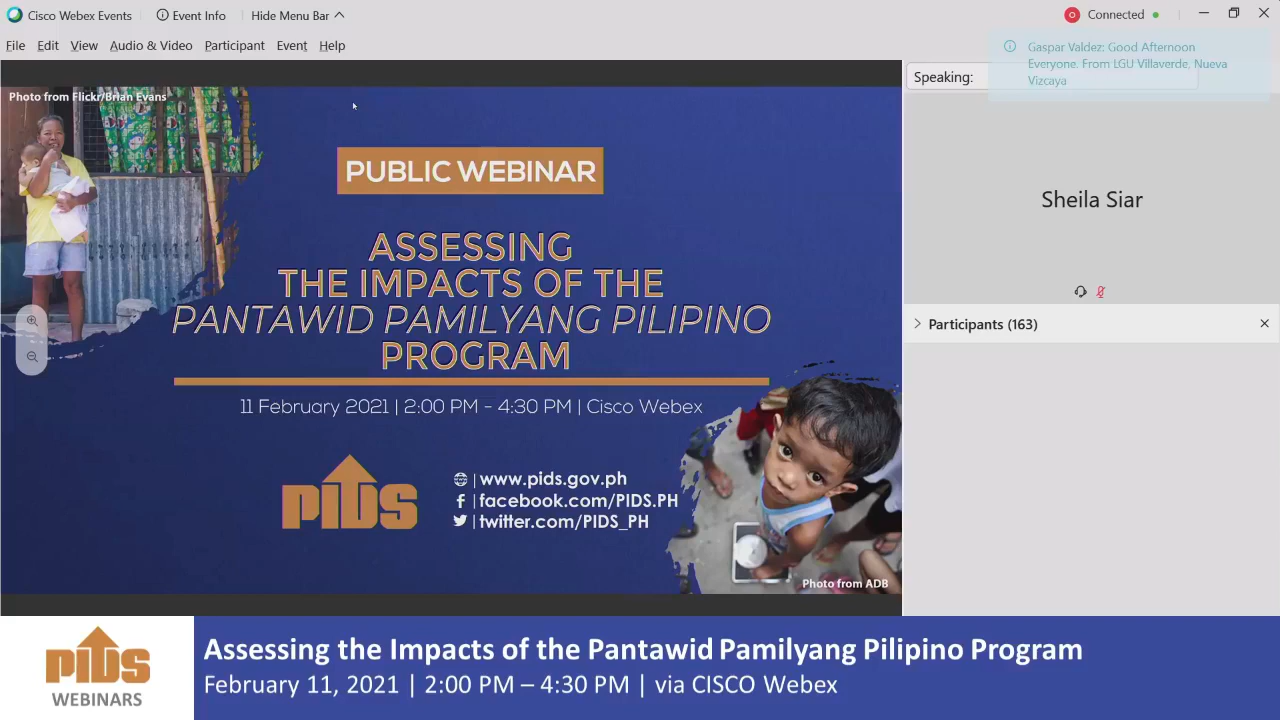 Cisco Webex Events
Event Info
Hide Menu Bar
Connected
File Edit View Audio & Video Participant Event Help
Gaspar Valdez: Good Afternoon
Everyone. From LGU Villaverde, Nueva
Vizcaya
Speaking:
Photo from Flickr/Brian Evans
PUBLIC WEBINAR
ASSESSING
THE IMPACTS OF THE
PANTAWID PAMILYANG PILIPINO
PROGRAM
11 February 2021 | 2:00 PM - 4:30 PM | Cisco Webex
PIDS
| www.pids.gov.ph
| facebook.com/PIDS.PH
| twitter.com/PIDS_PH
Photo from ADB
Sheila Siar
Participants (163)
PIDS
WEBINARS
Assessing the Impacts of the Pantawid Pamilyang Pilipino Program
February 11, 2021 | 2:00 PM – 4:30 PM | via CISCO Webex